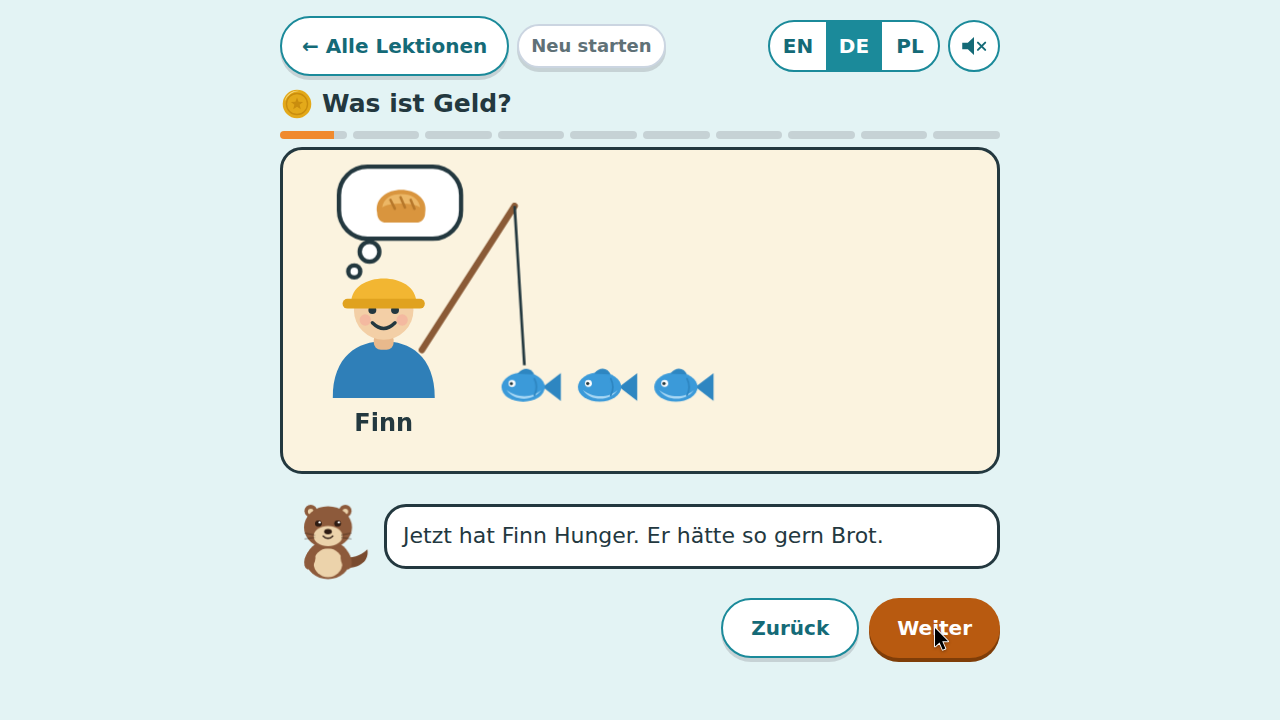 ← Alle Lektionen
Neu starten
EN
DE
PL
Was ist Geld?
Finn
Jetzt hat Finn Hunger. Er hätte so gern Brot.
Zurück
Weiter